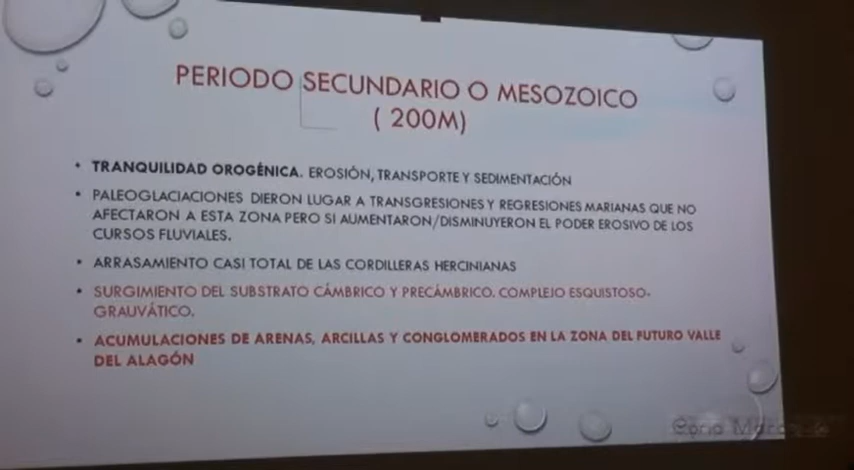 PERIODO SECUNDARIO O MESOZOICO
( 200M)
• TRANQUILIDAD OROGÉNICA. EROSIÓN, TRANSPORTE Y SEDIMENTACIÓN
• PALEOGLACIACIONES DIERON LUGAR A TRANSGRESIONES Y REGRESIONES MARIANAS QUE NO
AFECTARON A ESTA ZONA PERO SI AUMENTARON/DISMINUYERON EL PODER EROSIVO DE LOS
CURSOS FLUVIALES.
• ARRASAMIENTO CASI TOTAL DE LAS CORDILLERAS HERCINIANAS
• SURGIMIENTO DEL SUBSTRATO CÁMBRICO Y PRECÁMBRICO. COMPLEJO ESQUISTOSO-
GRAUVÁTICO.
• ACUMULACIONES DE ARENAS, ARCILLAS Y CONGLOMERADOS EN LA ZONA DEL FUTURO VALLE
DEL ALAGÓN
Coria